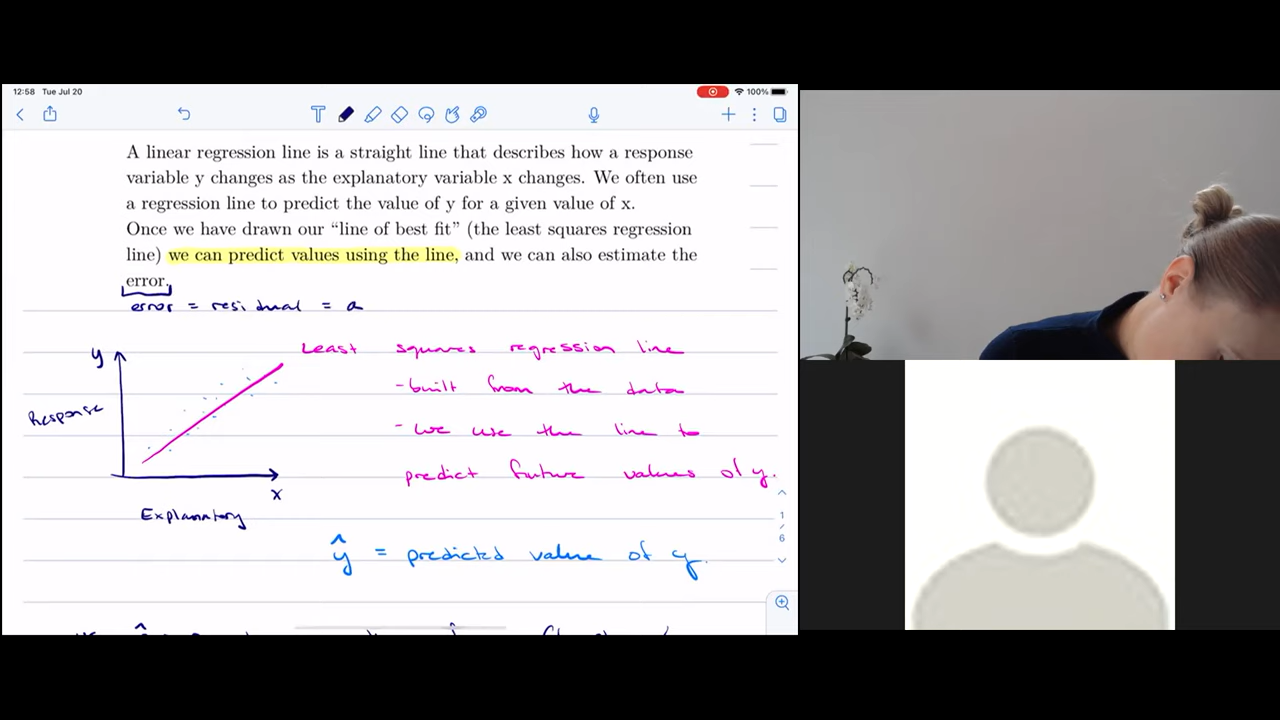 12:58 Tue Jul 20
100%
T
A linear regression line is a straight line that describes how a response
variable y changes as the explanatory variable x changes. We often use
a regression line to predict the value of y for a given value of x.
Once we have drawn our “line of best fit” (the least squares regression
line) we can predict values using the line, and we can also estimate the
error.
error = residual = a
y
Least squares regression line
- built from the data
Response
- we use the line to
predict future values of y.
x
Explanatory
1
/
6
ŷ = predicted value of y.